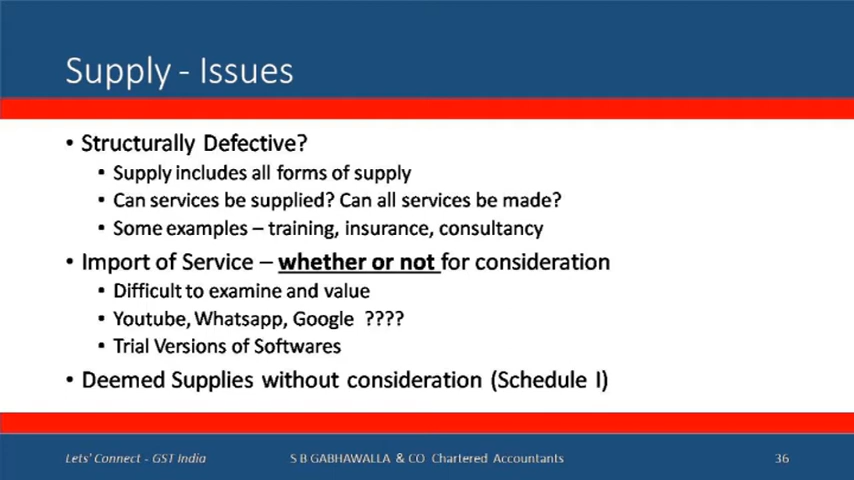 Supply - Issues
• Structurally Defective?
• Supply includes all forms of supply
• Can services be supplied? Can all services be made?
• Some examples – training, insurance, consultancy
• Import of Service – whether or not for consideration
• Difficult to examine and value
• Youtube, Whatsapp, Google ????
• Trial Versions of Softwares
• Deemed Supplies without consideration (Schedule I)
Lets' Connect - GST India S B GABHAWALLA & CO Chartered Accountants 36